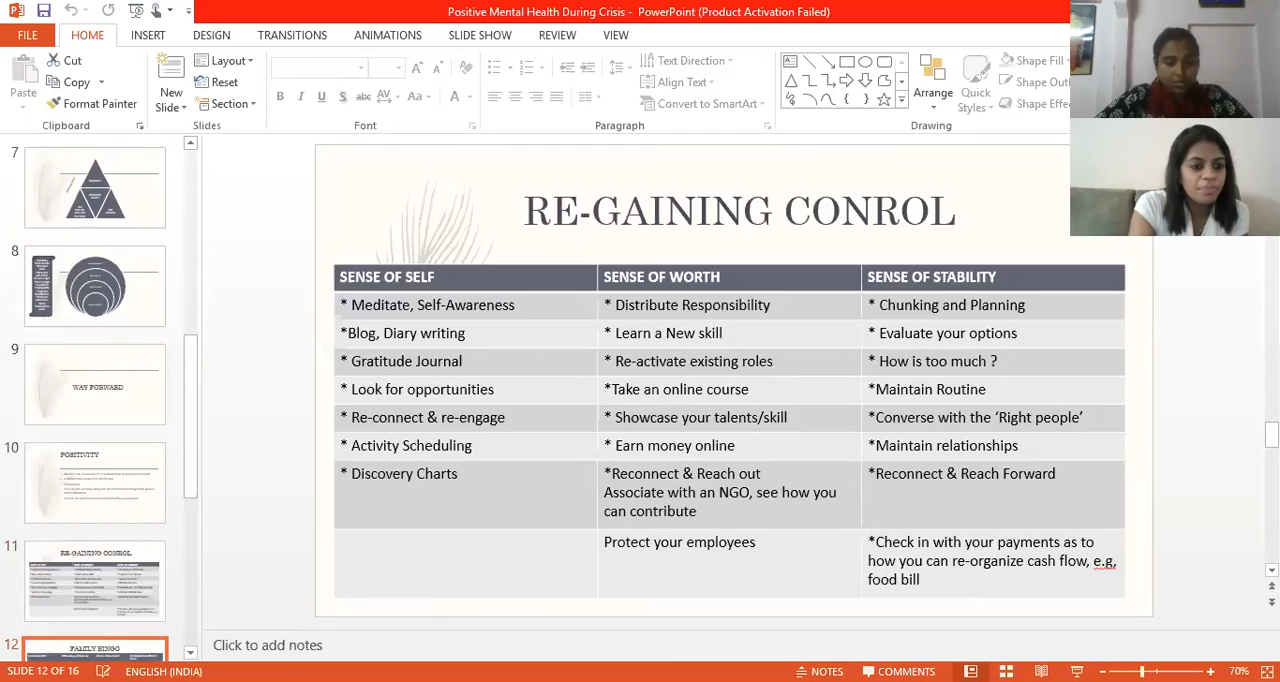 Positive Mental Health During Crisis - PowerPoint (Product Activation Failed)
FILE HOME INSERT DESIGN TRANSITIONS ANIMATIONS SLIDE SHOW REVIEW VIEW
Cut
Copy
Format Painter
Paste
Clipboard
New
Slide
Layout
Reset
Section
Slides
B I U S abc AV Aa A
Font
Text Direction
Align Text
Convert to SmartArt
Paragraph
Arrange
Quick
Styles
Shape Fill
Shape Out
Shape Effe
Drawing
7
8
9
WAY FORWARD
10
POSITIVITY
11
RE-GAINING CONROL
12
FAMILY BINGO
RE-GAINING CONROL
SENSE OF SELF SENSE OF WORTH SENSE OF STABILITY
* Meditate, Self-Awareness * Distribute Responsibility * Chunking and Planning
*Blog, Diary writing * Learn a New skill * Evaluate your options
* Gratitude Journal * Re-activate existing roles * How is too much ?
* Look for opportunities *Take an online course *Maintain Routine
* Re-connect & re-engage * Showcase your talents/skill *Converse with the ‘Right people’
* Activity Scheduling * Earn money online *Maintain relationships
* Discovery Charts *Reconnect & Reach out *Reconnect & Reach Forward
Associate with an NGO, see how you
can contribute
Protect your employees *Check in with your payments as to
how you can re-organize cash flow, e.g,
food bill
Click to add notes
SLIDE 12 OF 16 ENGLISH (INDIA) NOTES COMMENTS 70%